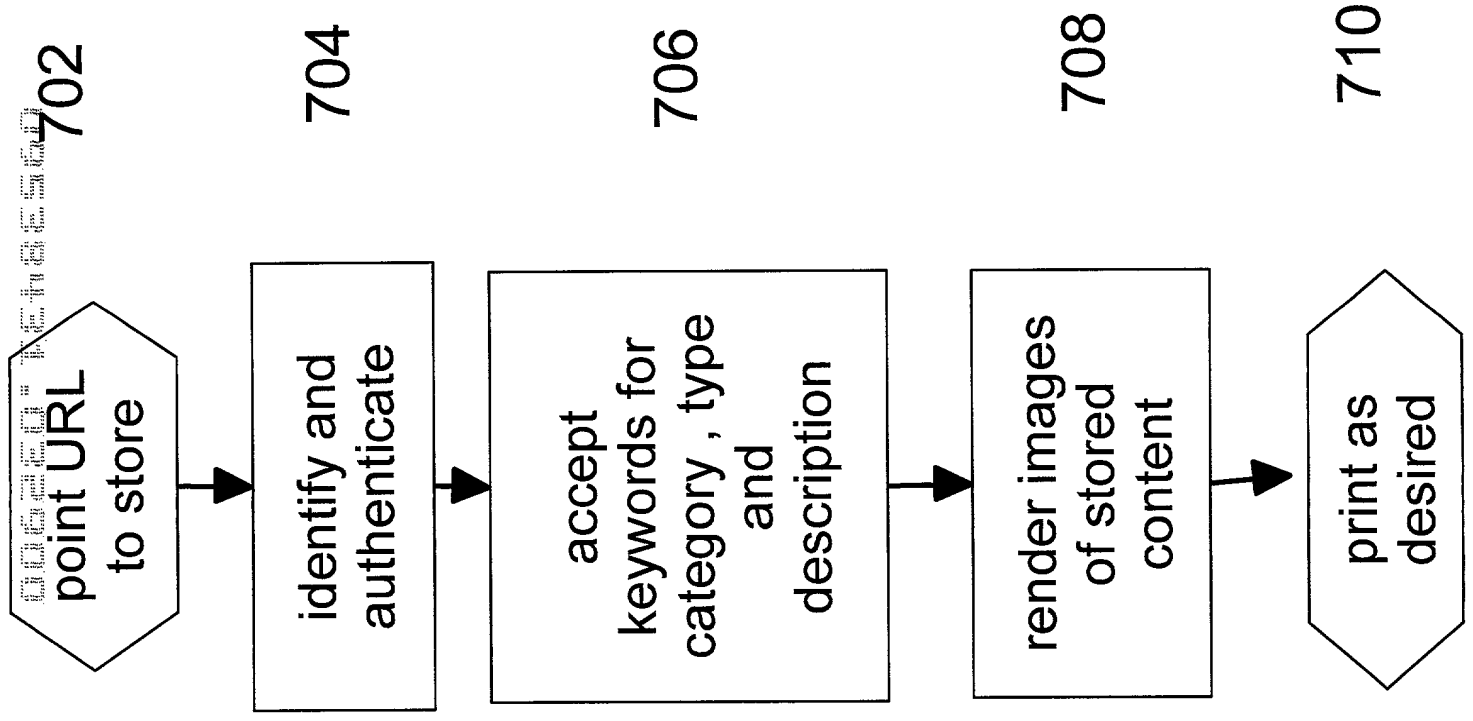 702
point URL
to store
704
identify and
authenticate
706
accept
keywords for
category , type
and
description
708
render images
of stored
content
710
print as
desired